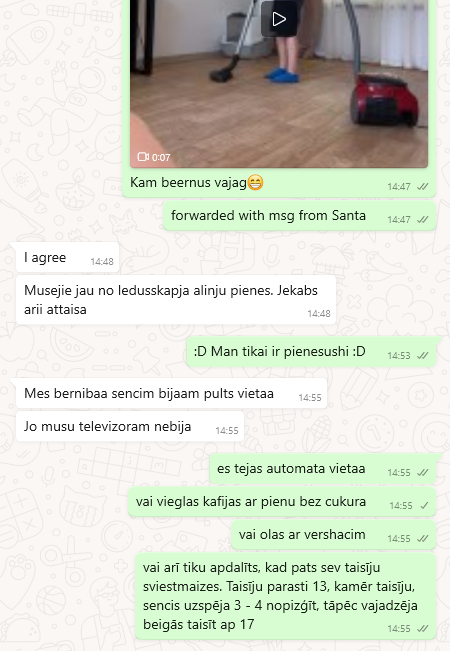 0:07
Kam beernus vajag😁
14:47
forwarded with msg from Santa
14:47
I agree
14:48
Musejie jau no ledusskapja alinju pienes. Jekabs
arii attaisa
14:48
:D Man tikai ir pienesushi :D
14:53
Mes bernibaa sencim bijaam pults vietaa
14:55
Jo musu televizoram nebija
14:55
es tejas automata vietaa
14:55
vai vieglas kafijas ar pienu bez cukura
14:55
vai olas ar vershacim
14:55
vai arī tiku apdalīts, kad pats sev taisīju
sviestmaizes. Taisīju parasti 13, kamēr taisīju,
sencis uzspēja 3 - 4 nopizģīt, tāpēc vajadzēja
beigās taisīt ap 17
14:55